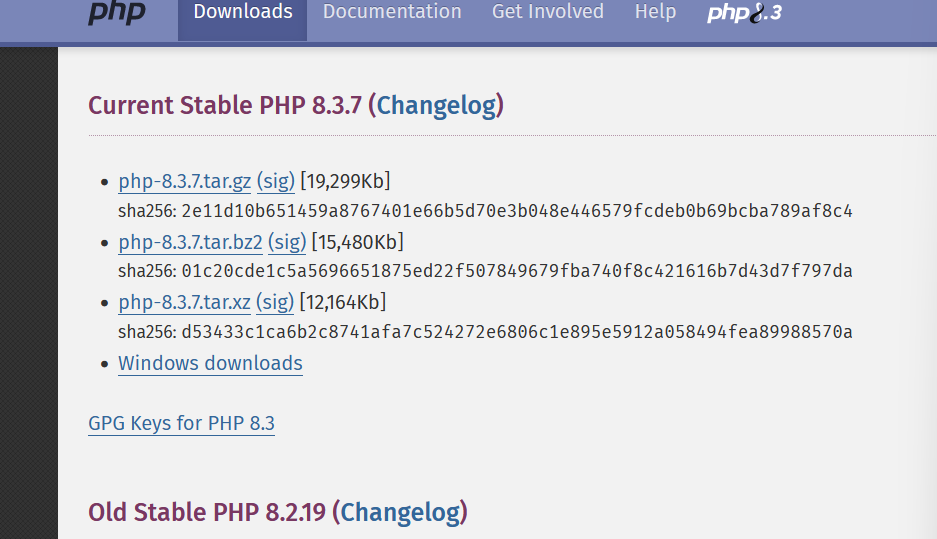 php Downloads Documentation Get Involved Help php8.3
Current Stable PHP 8.3.7 (Changelog)
• php-8.3.7.tar.gz (sig) [19,299Kb]
sha256: 2e11d10b651459a8767401e66b5d70e3b048e446579fcdeb0b69bcba789af8c4
• php-8.3.7.tar.bz2 (sig) [15,480Kb]
sha256: 01c20cde1c5a5696651875ed22f507849679fba740f8c421616b7d43d7f797da
• php-8.3.7.tar.xz (sig) [12,164Kb]
sha256: d53433c1ca6b2c8741afa7c524272e6806c1e895e5912a058494fea89988570a
• Windows downloads
GPG Keys for PHP 8.3
Old Stable PHP 8.2.19 (Changelog)